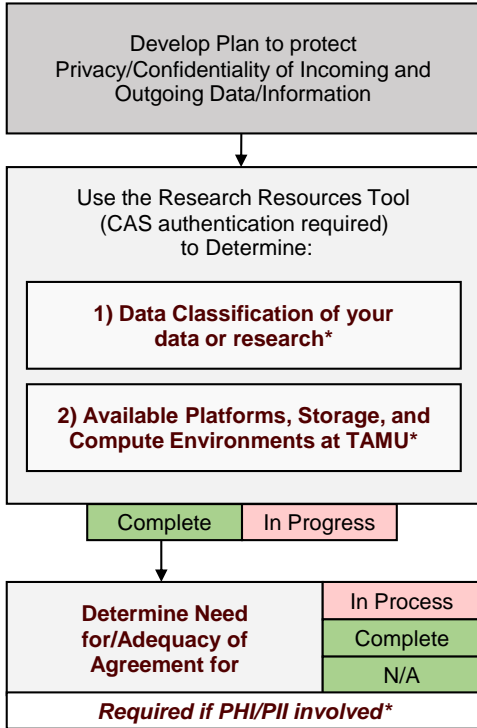 Develop Plan to protect
Privacy/Confidentiality of Incoming and
Outgoing Data/Information
Use the Research Resources Tool
(CAS authentication required)
to Determine:
1) Data Classification of your
data or research*
2) Available Platforms, Storage, and
Compute Environments at TAMU*
Complete
In Progress
Determine Need
for/Adequacy of
Agreement for
In Process
Complete
N/A
Required if PHI/PII involved*